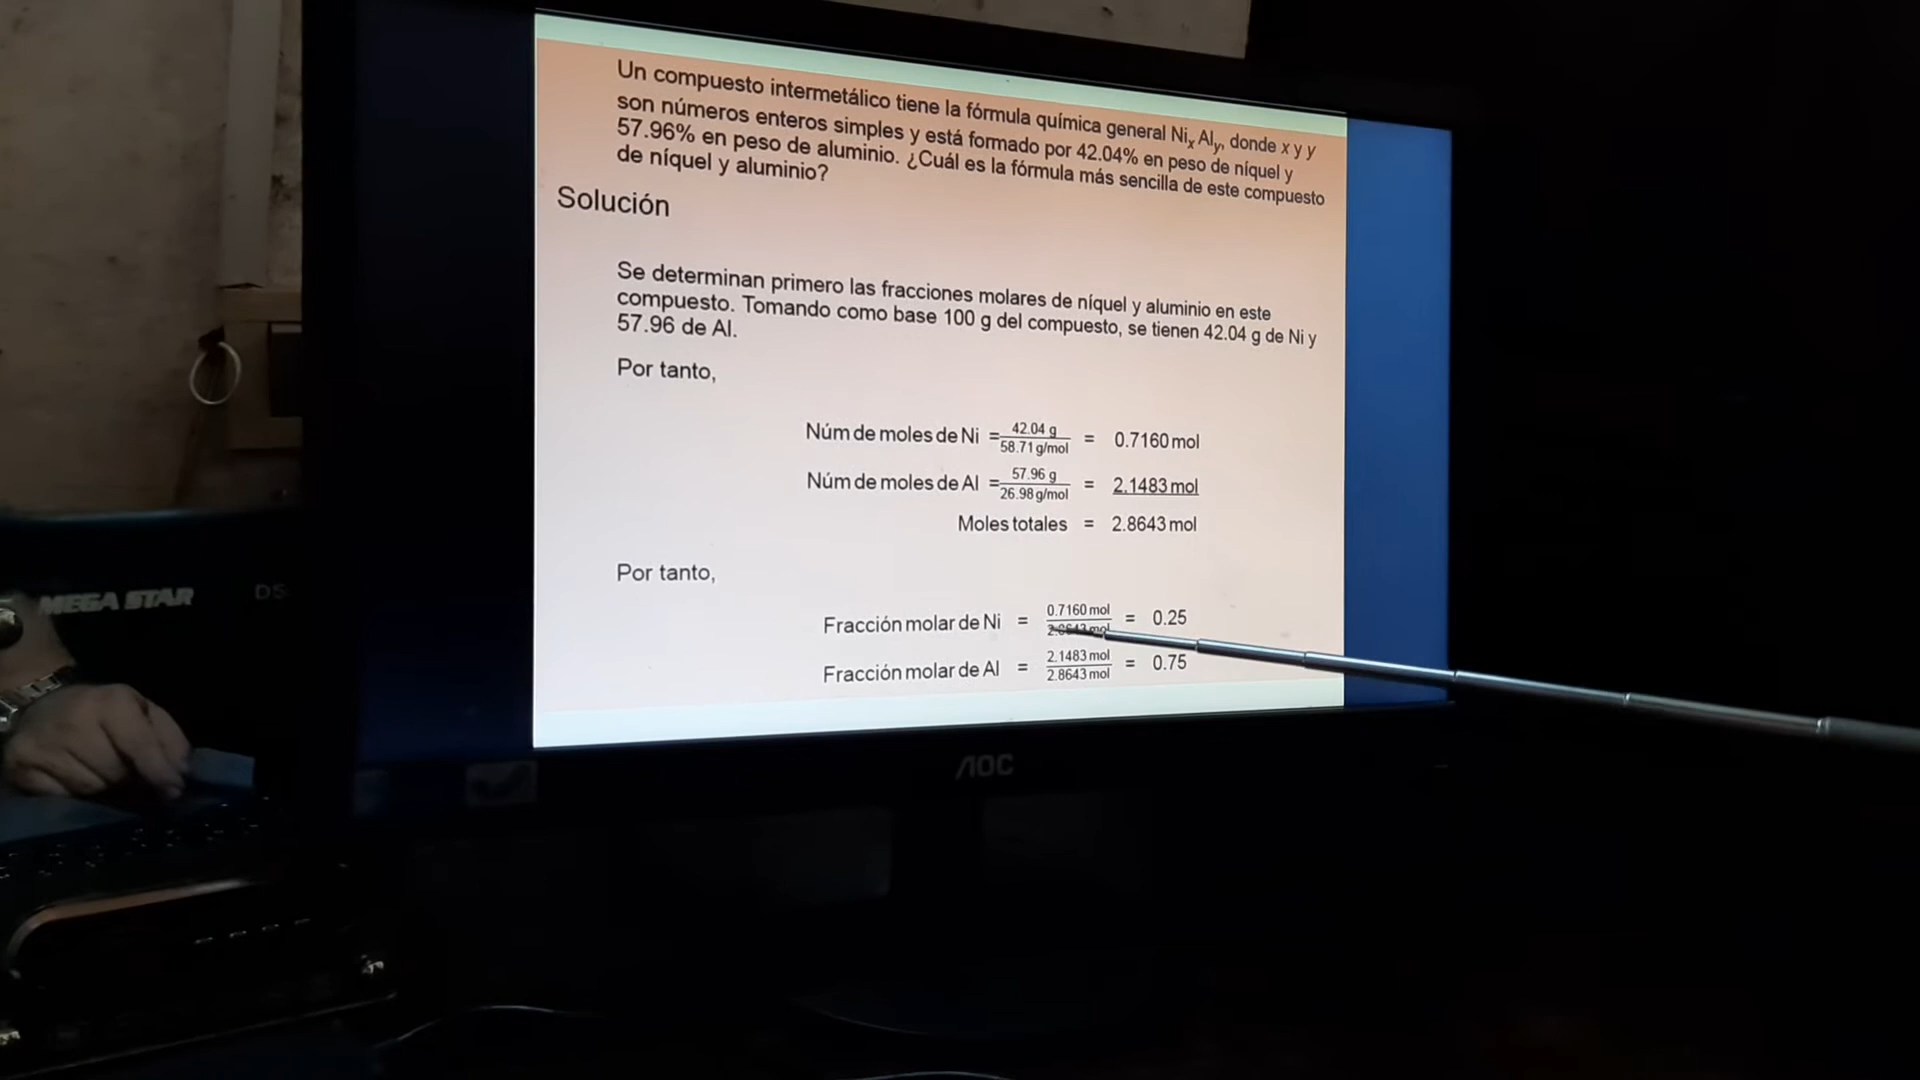 Un compuesto intermetálico tiene la fórmula química general NiₓAlᵧ, donde x y y
son números enteros simples y está formado por 42.04% en peso de níquel y
57.96% en peso de aluminio. ¿Cuál es la fórmula más sencilla de este compuesto
de níquel y aluminio?
Solución
Se determinan primero las fracciones molares de níquel y aluminio en este
compuesto. Tomando como base 100 g del compuesto, se tienen 42.04 g de Ni y
57.96 de Al.
Por tanto,
Núm de moles de Ni = 42.04 g / 58.71 g/mol = 0.7160 mol
Núm de moles de Al = 57.96 g / 26.98 g/mol = 2.1483 mol
Moles totales = 2.8643 mol
Por tanto,
Fracción molar de Ni = 0.7160 mol / 2.8643 mol = 0.25
Fracción molar de Al = 2.1483 mol / 2.8643 mol = 0.75
MEGA STAR DS
AOC